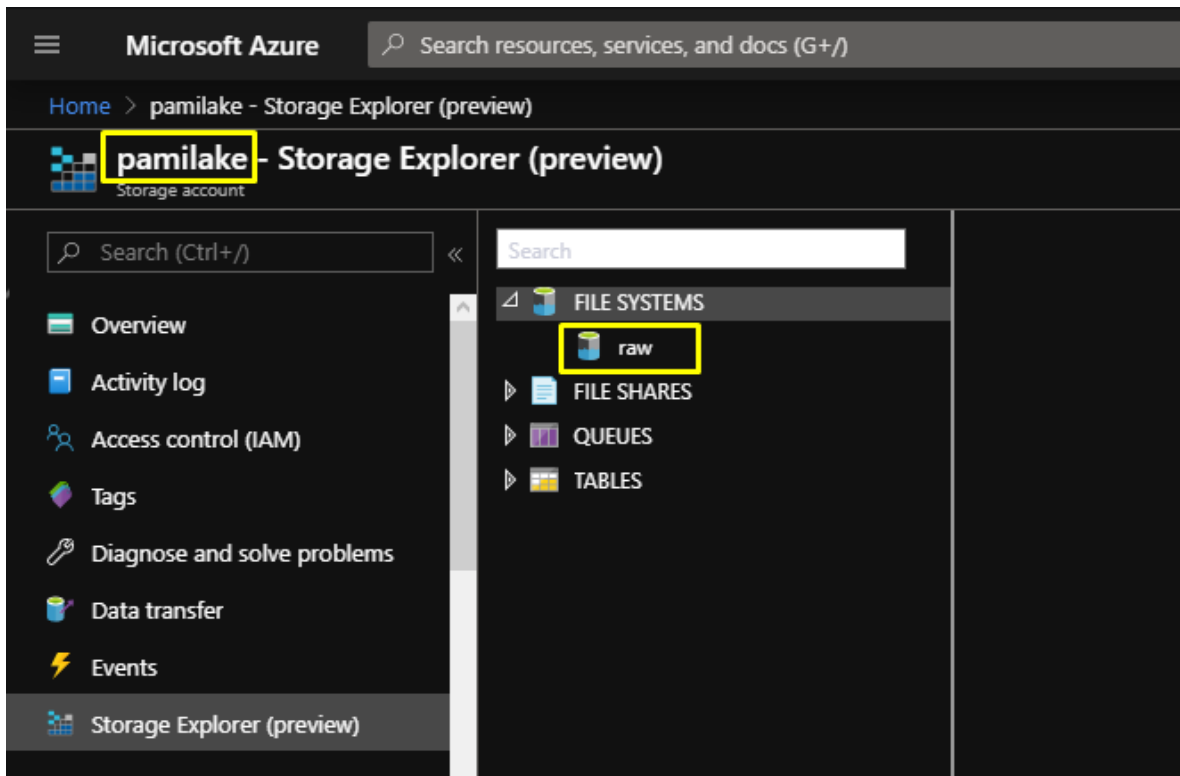 Microsoft Azure
Search resources, services, and docs (G+/)
Home > pamilake - Storage Explorer (preview)
pamilake - Storage Explorer (preview)
Storage account
Search (Ctrl+/)
«
Overview
Activity log
Access control (IAM)
Tags
Diagnose and solve problems
Data transfer
Events
Storage Explorer (preview)
Search
FILE SYSTEMS
raw
FILE SHARES
QUEUES
TABLES